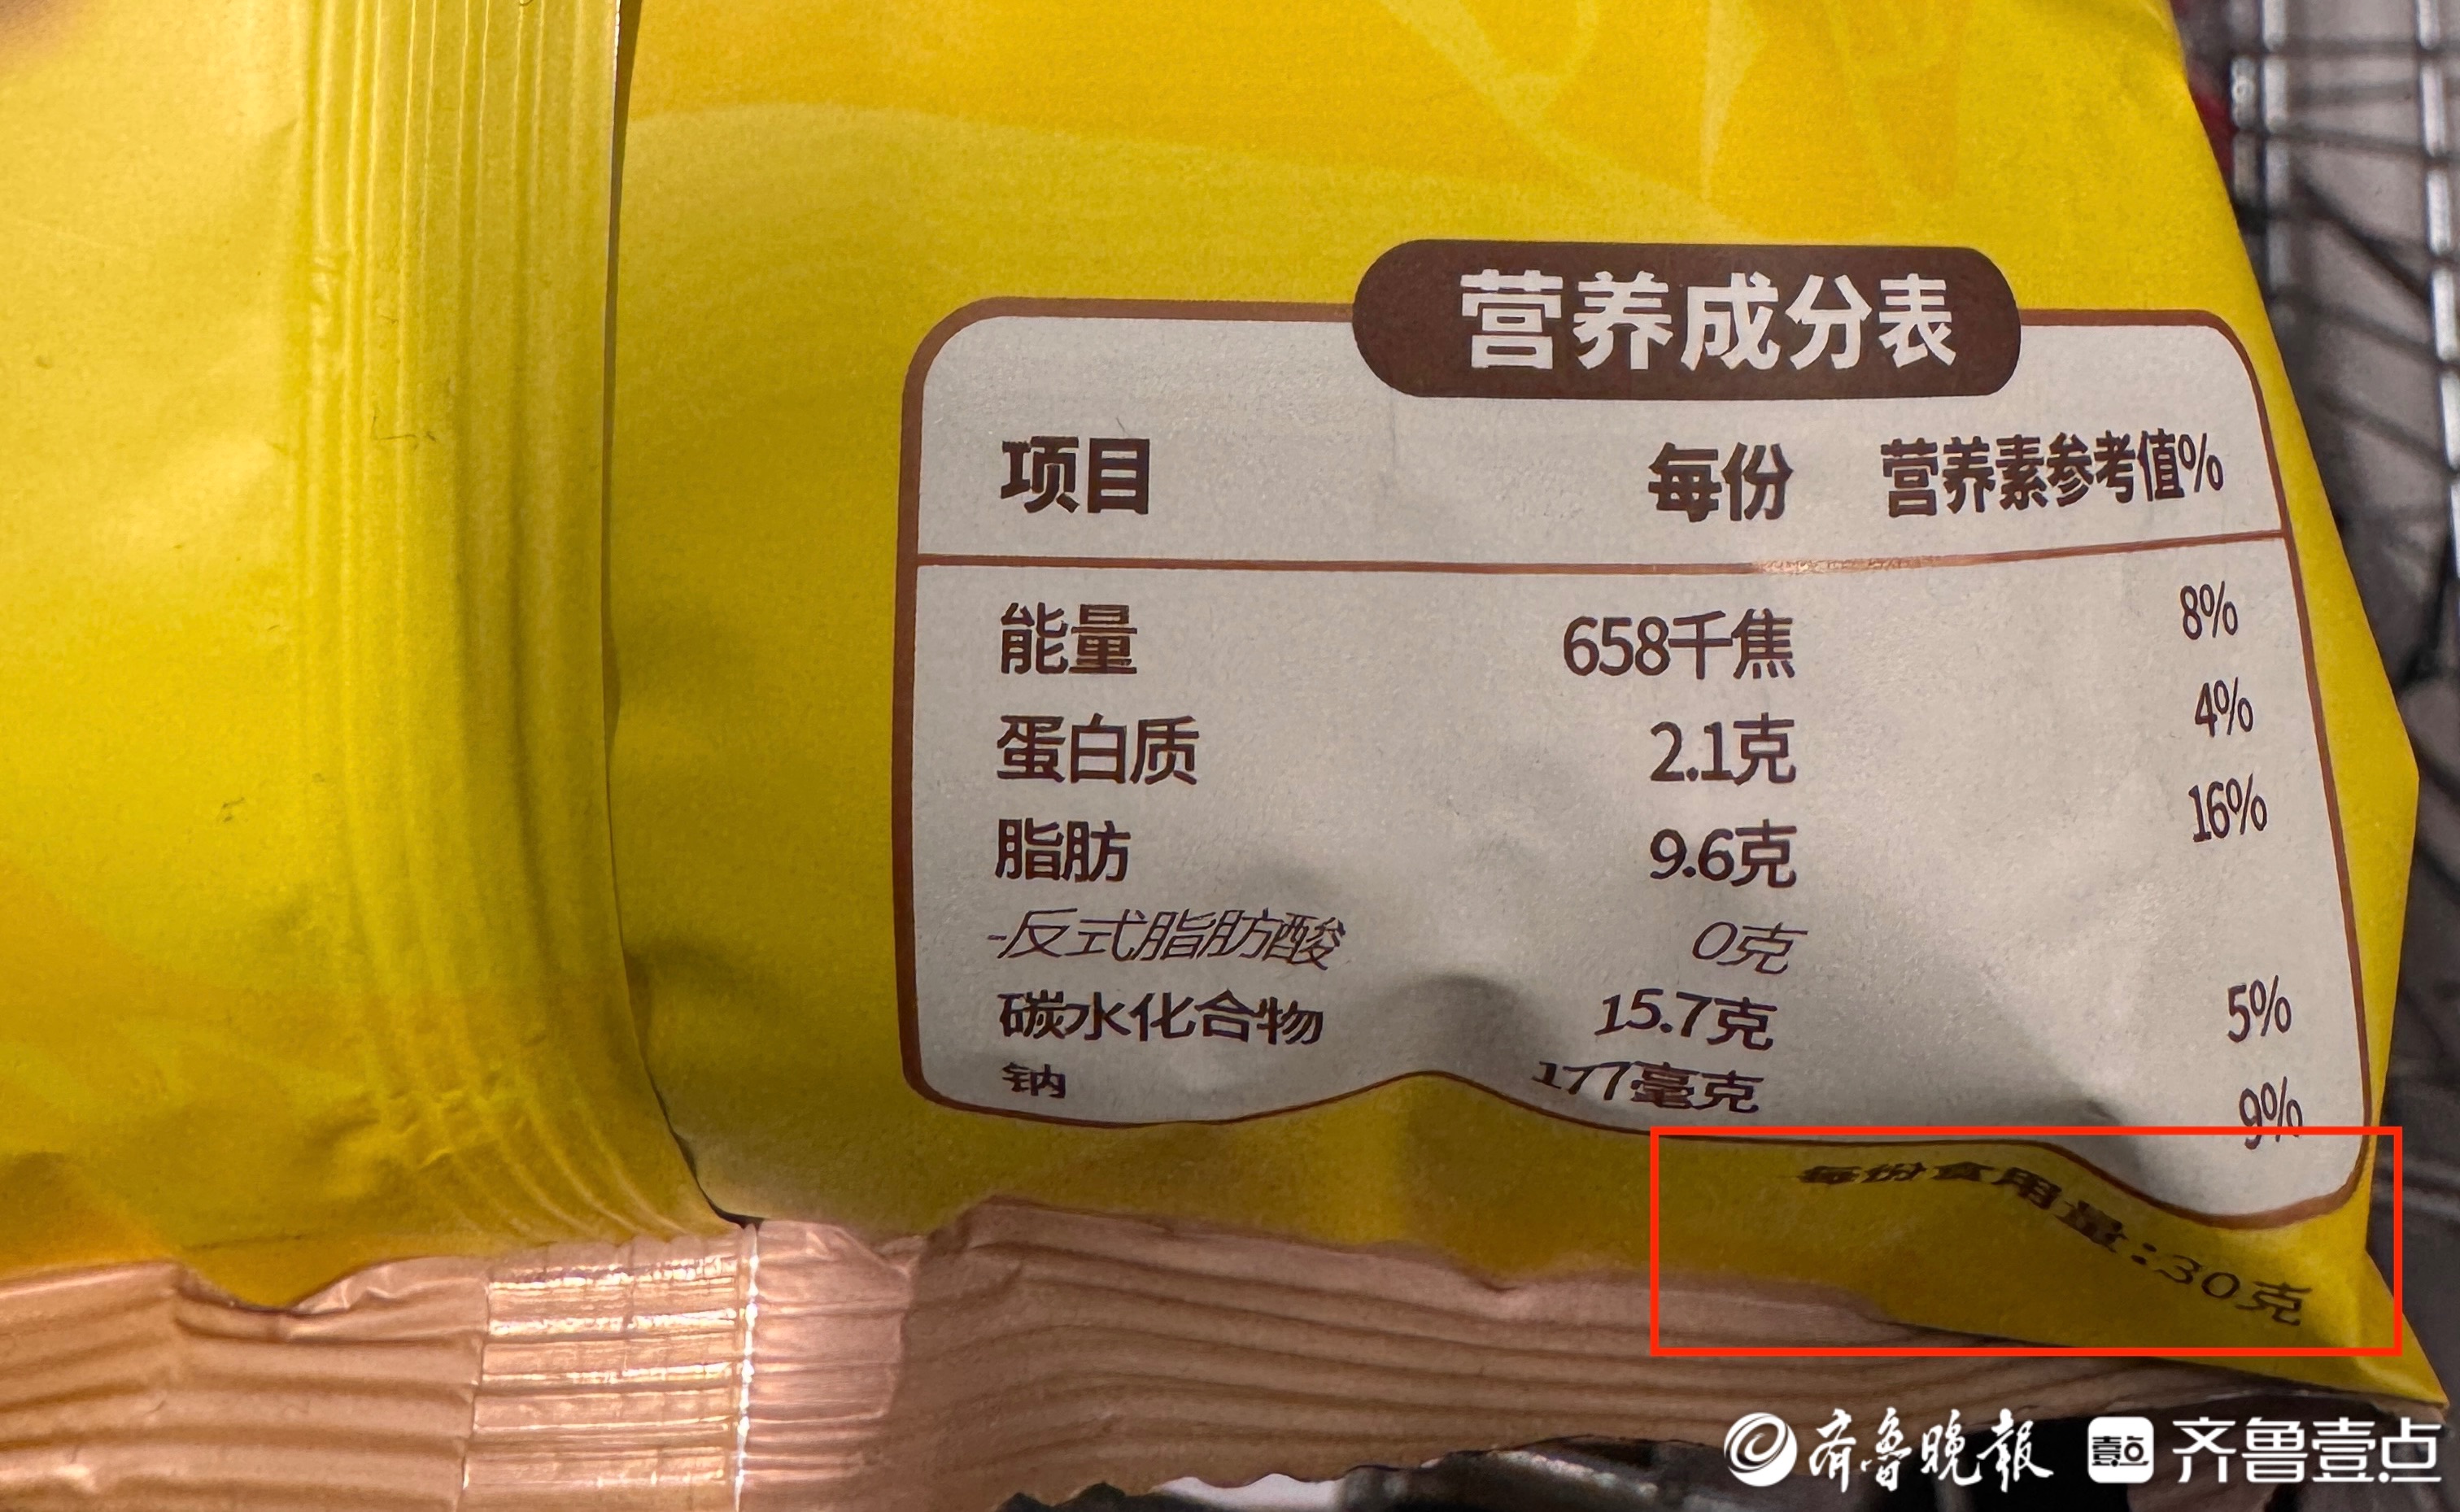 营养成分表
项目 每份 营养素参考值%
能量 658千焦 8%
蛋白质 2.1克 4%
脂肪 9.6克 16%
-反式脂肪酸 0克
碳水化合物 15.7克 5%
钠 177毫克 9%
每份食用量:30克
齐鲁晚报 壹点 齐鲁壹点